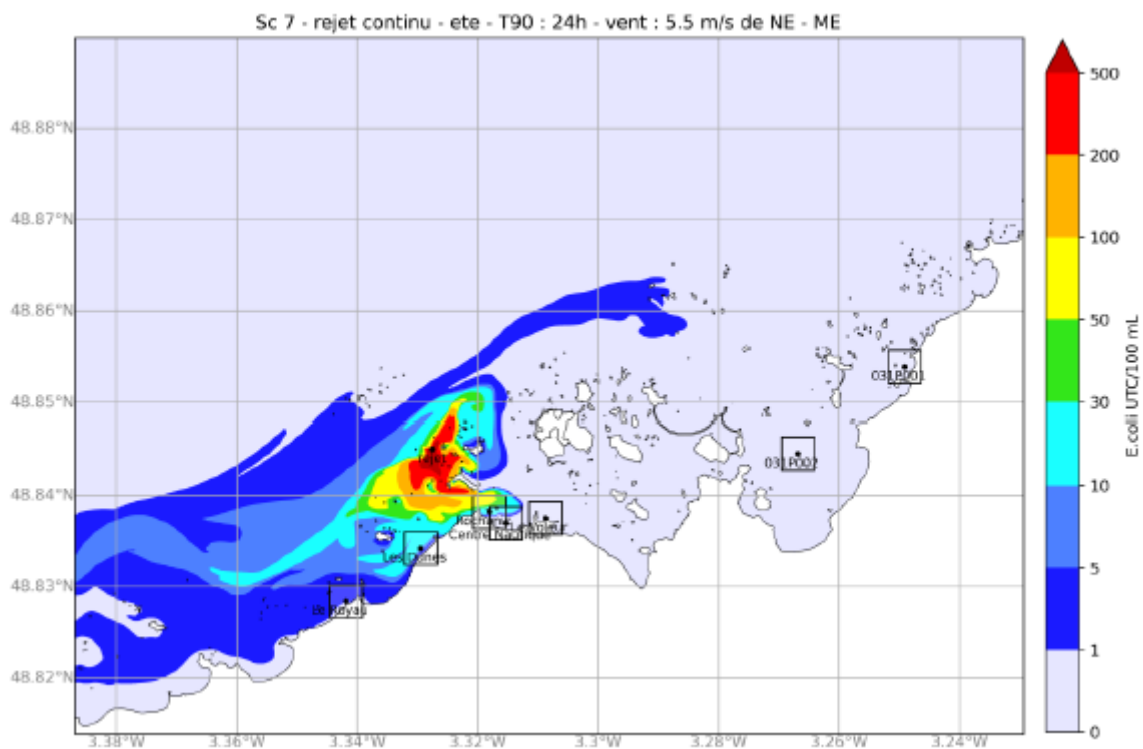 Sc 7 - rejet continu - ete - T90 : 24h - vent : 5.5 m/s de NE - ME
500
48.88°N
200
48.87°N
100
48.86°N
50
031P001
48.85°N
30
031P002
48.84°N
10
Centre Nautique
Les Dunes
48.83°N
5
Le Royau
48.82°N
1
0
3.38°W
3.36°W
3.34°W
3.32°W
3.3°W
3.28°W
3.26°W
3.24°W
E.coli UTC/100 mL